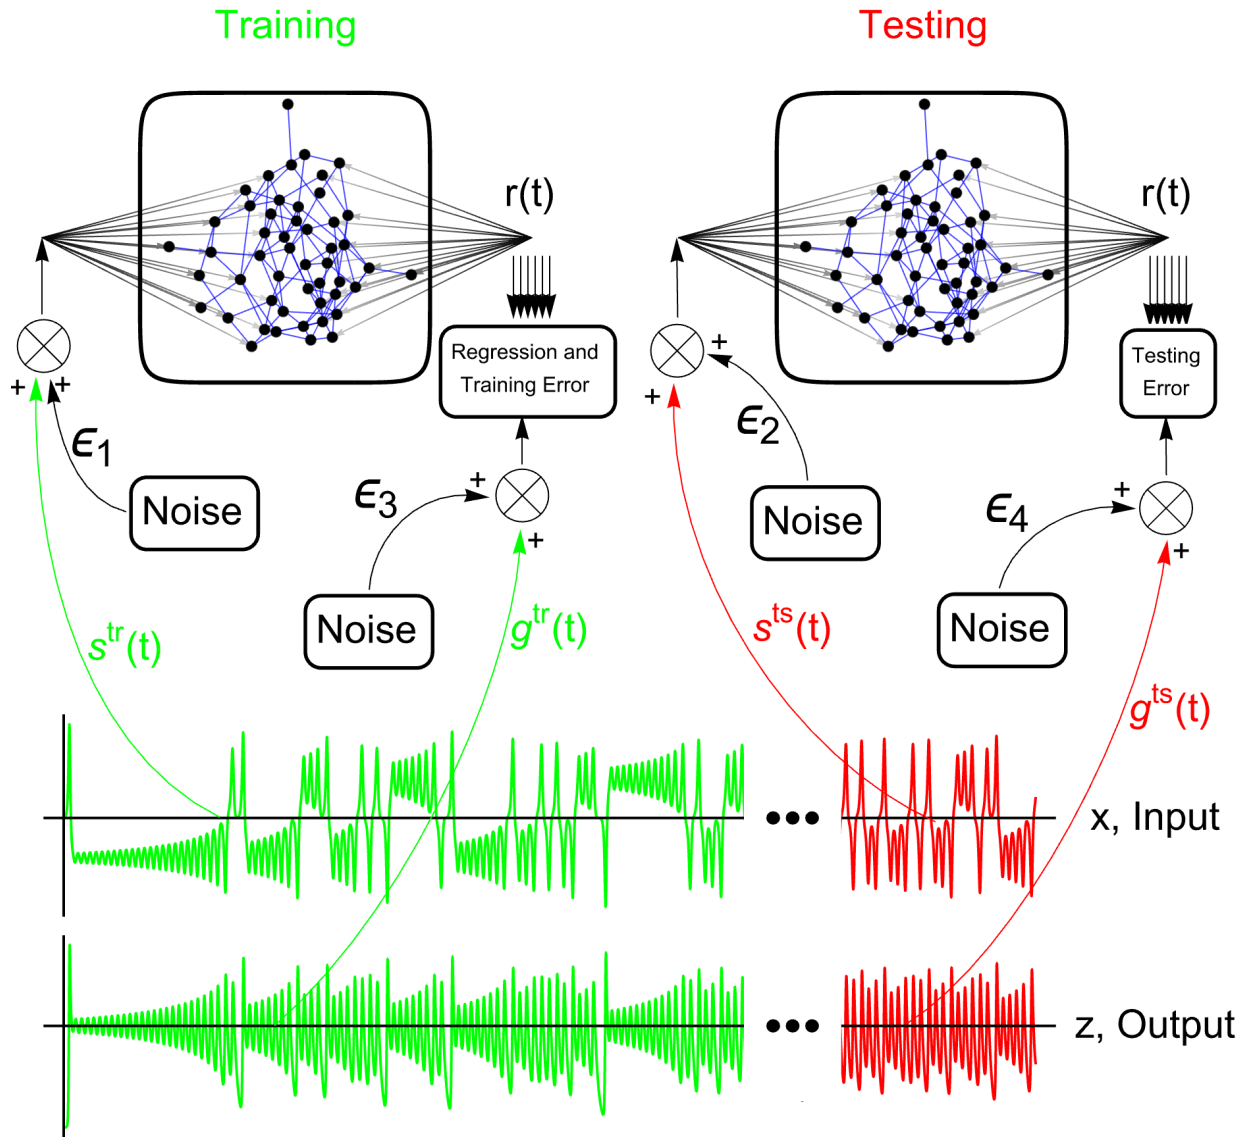 Training
Testing
r(t)
r(t)
Regression and
Training Error
Testing
Error
+
+
+
+
ϵ1
ϵ2
+
ϵ3
+
ϵ4
Noise
Noise
+
+
Noise
Noise
s^tr(t)
g^tr(t)
s^ts(t)
g^ts(t)
x, Input
z, Output